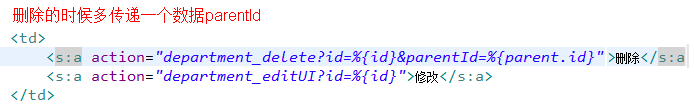 删除的时候多传递一个数据parentId
<td>
<s:a action="department_delete?id=%{id}&parentId=%{parent.id}">删除</s:a
<s:a action="department_editUI?id=%{id}">修改</s:a>
</td>